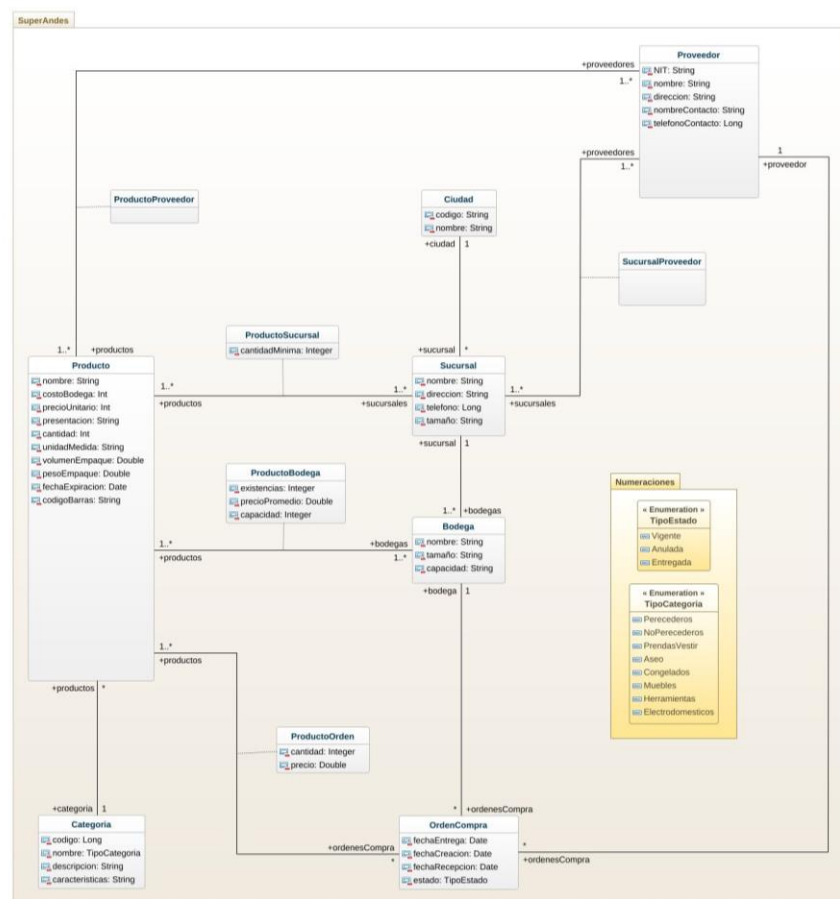 SuperAndes
Proveedor
NIT: String
nombre: String
direccion: String
nombreContacto: String
telefonoContacto: Long
+proveedores
1..*
+proveedores
1..*
1
+proveedor
ProductoProveedor
Ciudad
codigo: String
nombre: String
+ciudad 1
SucursalProveedor
ProductoSucursal
cantidadMinima: Integer
1..* +productos
+sucursal *
Producto
nombre: String
costoBodega: Int
precioUnitario: Int
presentacion: String
cantidad: Int
unidadMedida: String
volumenEmpaque: Double
pesoEmpaque: Double
fechaExpiracion: Date
codigoBarras: String
1..*
+productos
1..*
+sucursales
Sucursal
nombre: String
direccion: String
telefono: Long
tamaño: String
1..*
+sucursales
+sucursal 1
ProductoBodega
existencias: Integer
precioPromedio: Double
capacidad: Integer
1..* +bodegas
1..*
+productos
+bodegas
1..*
Bodega
nombre: String
tamaño: String
capacidad: String
+bodega 1
Numeraciones
« Enumeration »
TipoEstado
Vigente
Anulada
Entregada
« Enumeration »
TipoCategoria
Perecederos
NoPerecederos
PrendasVestir
Aseo
Congelados
Muebles
Herramientas
Electrodomesticos
1..*
+productos
+productos *
ProductoOrden
cantidad: Integer
precio: Double
+categoria 1
Categoria
codigo: Long
nombre: TipoCategoria
descripcion: String
caracteristicas: String
* +ordenesCompra
+ordenesCompra
*
OrdenCompra
fechaEntrega: Date
fechaCreacion: Date
fechaRecepcion: Date
estado: TipoEstado
*
+ordenesCompra